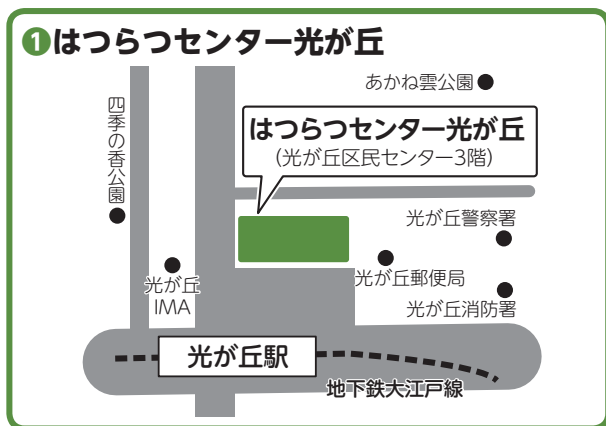 ❶はつらつセンター光が丘
あかね雲公園
四季の香公園
はつらつセンター光が丘
(光が丘区民センター3階)
光が丘警察署
光が丘
IMA
光が丘郵便局
光が丘消防署
光が丘駅
地下鉄大江戸線